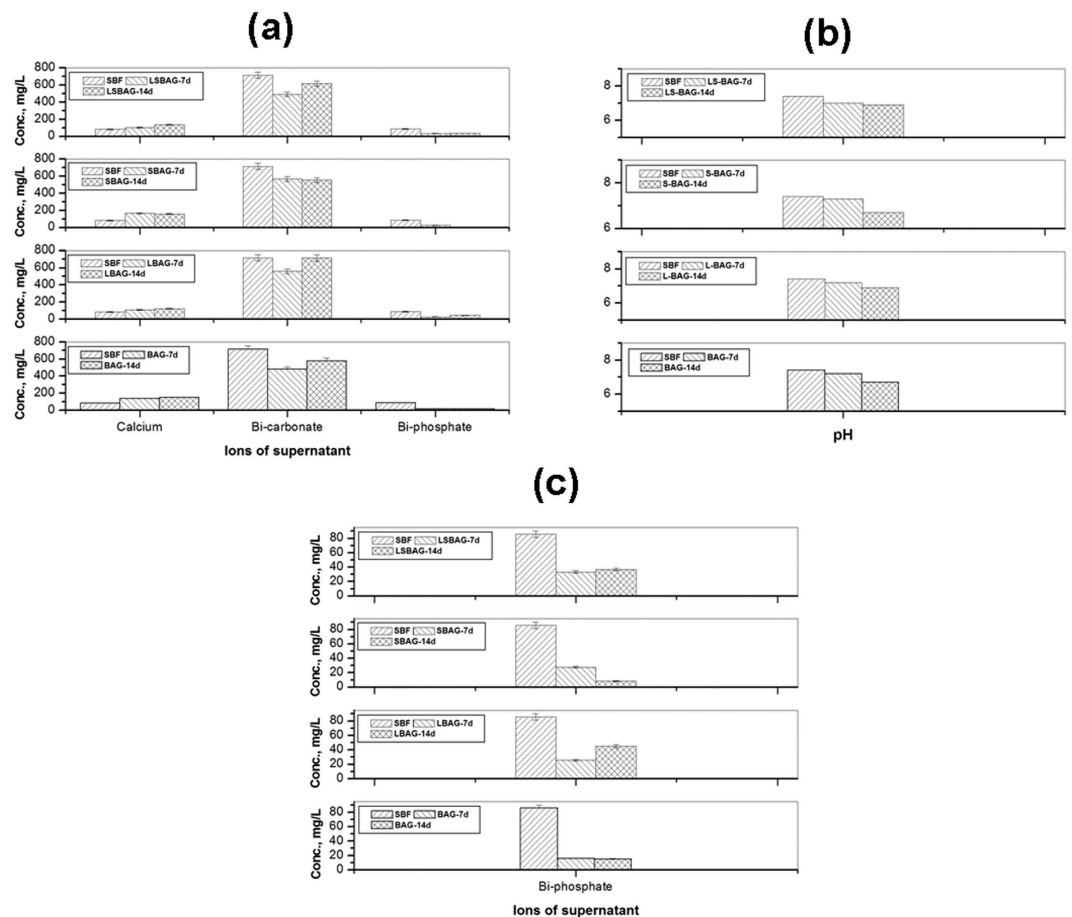 (a)
Conc., mg/L
800
600
400
200
0
SBF LSBAG-7d
LSBAG-14d
Conc., mg/L
800
600
400
200
0
SBF SBAG-7d
SBAG-14d
Conc., mg/L
800
600
400
200
0
SBF LBAG-7d
LBAG-14d
Conc., mg/L
800
600
400
200
0
SBF BAG-7d
BAG-14d
Calcium Bi-carbonate Bi-phosphate
Ions of supernatant
(b)
8
6
SBF LS-BAG-7d
LS-BAG-14d
8
6
SBF S-BAG-7d
S-BAG-14d
8
6
SBF L-BAG-7d
L-BAG-14d
8
6
SBF BAG-7d
BAG-14d
pH
(c)
Conc., mg/L
80
60
40
20
0
SBF LSBAG-7d
LSBAG-14d
Conc., mg/L
80
60
40
20
0
SBF SBAG-7d
SBAG-14d
Conc., mg/L
80
60
40
20
0
SBF LBAG-7d
LBAG-14d
Conc., mg/L
80
60
40
20
0
SBF BAG-7d
BAG-14d
Bi-phosphate
Ions of supernatant